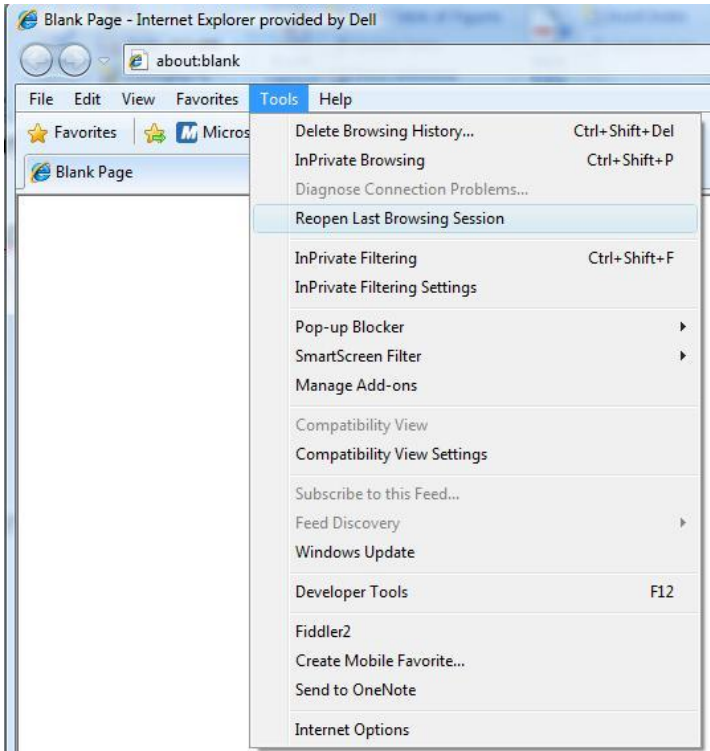 Blank Page - Internet Explorer provided by Dell
about:blank
File Edit View Favorites Tools Help
Favorites Micros
Blank Page
Delete Browsing History... Ctrl+Shift+Del
InPrivate Browsing Ctrl+Shift+P
Diagnose Connection Problems...
Reopen Last Browsing Session
InPrivate Filtering Ctrl+Shift+F
InPrivate Filtering Settings
Pop-up Blocker
SmartScreen Filter
Manage Add-ons
Compatibility View
Compatibility View Settings
Subscribe to this Feed...
Feed Discovery
Windows Update
Developer Tools F12
Fiddler2
Create Mobile Favorite...
Send to OneNote
Internet Options